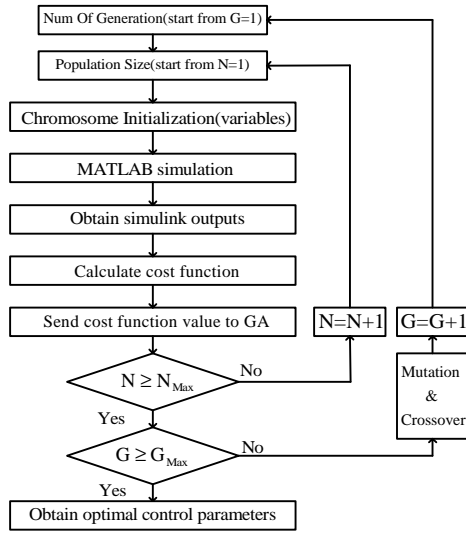 Num Of Generation(start from G=1)
Population Size(start from N=1)
Chromosome Initialization(variables)
MATLAB simulation
Obtain simulink outputs
Calculate cost function
Send cost function value to GA
N=N+1
G=G+1
N ≥ N_Max
No
Mutation
&
Crossover
Yes
G ≥ G_Max
No
Yes
Obtain optimal control parameters